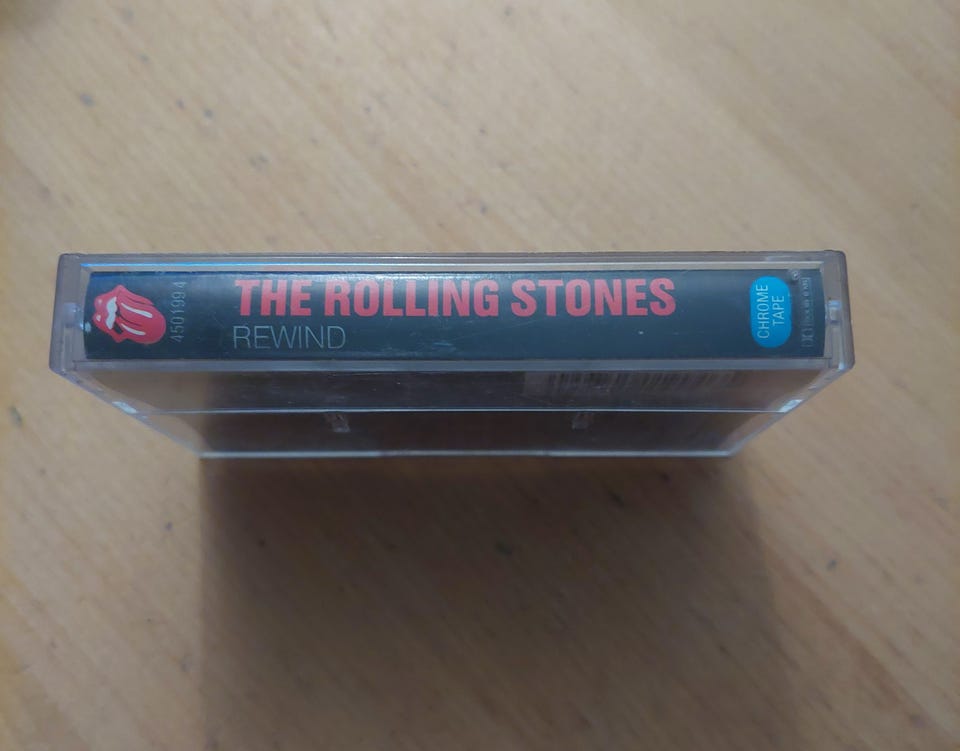 450199 4
THE ROLLING STONES
REWIND
CHROME
TAPE